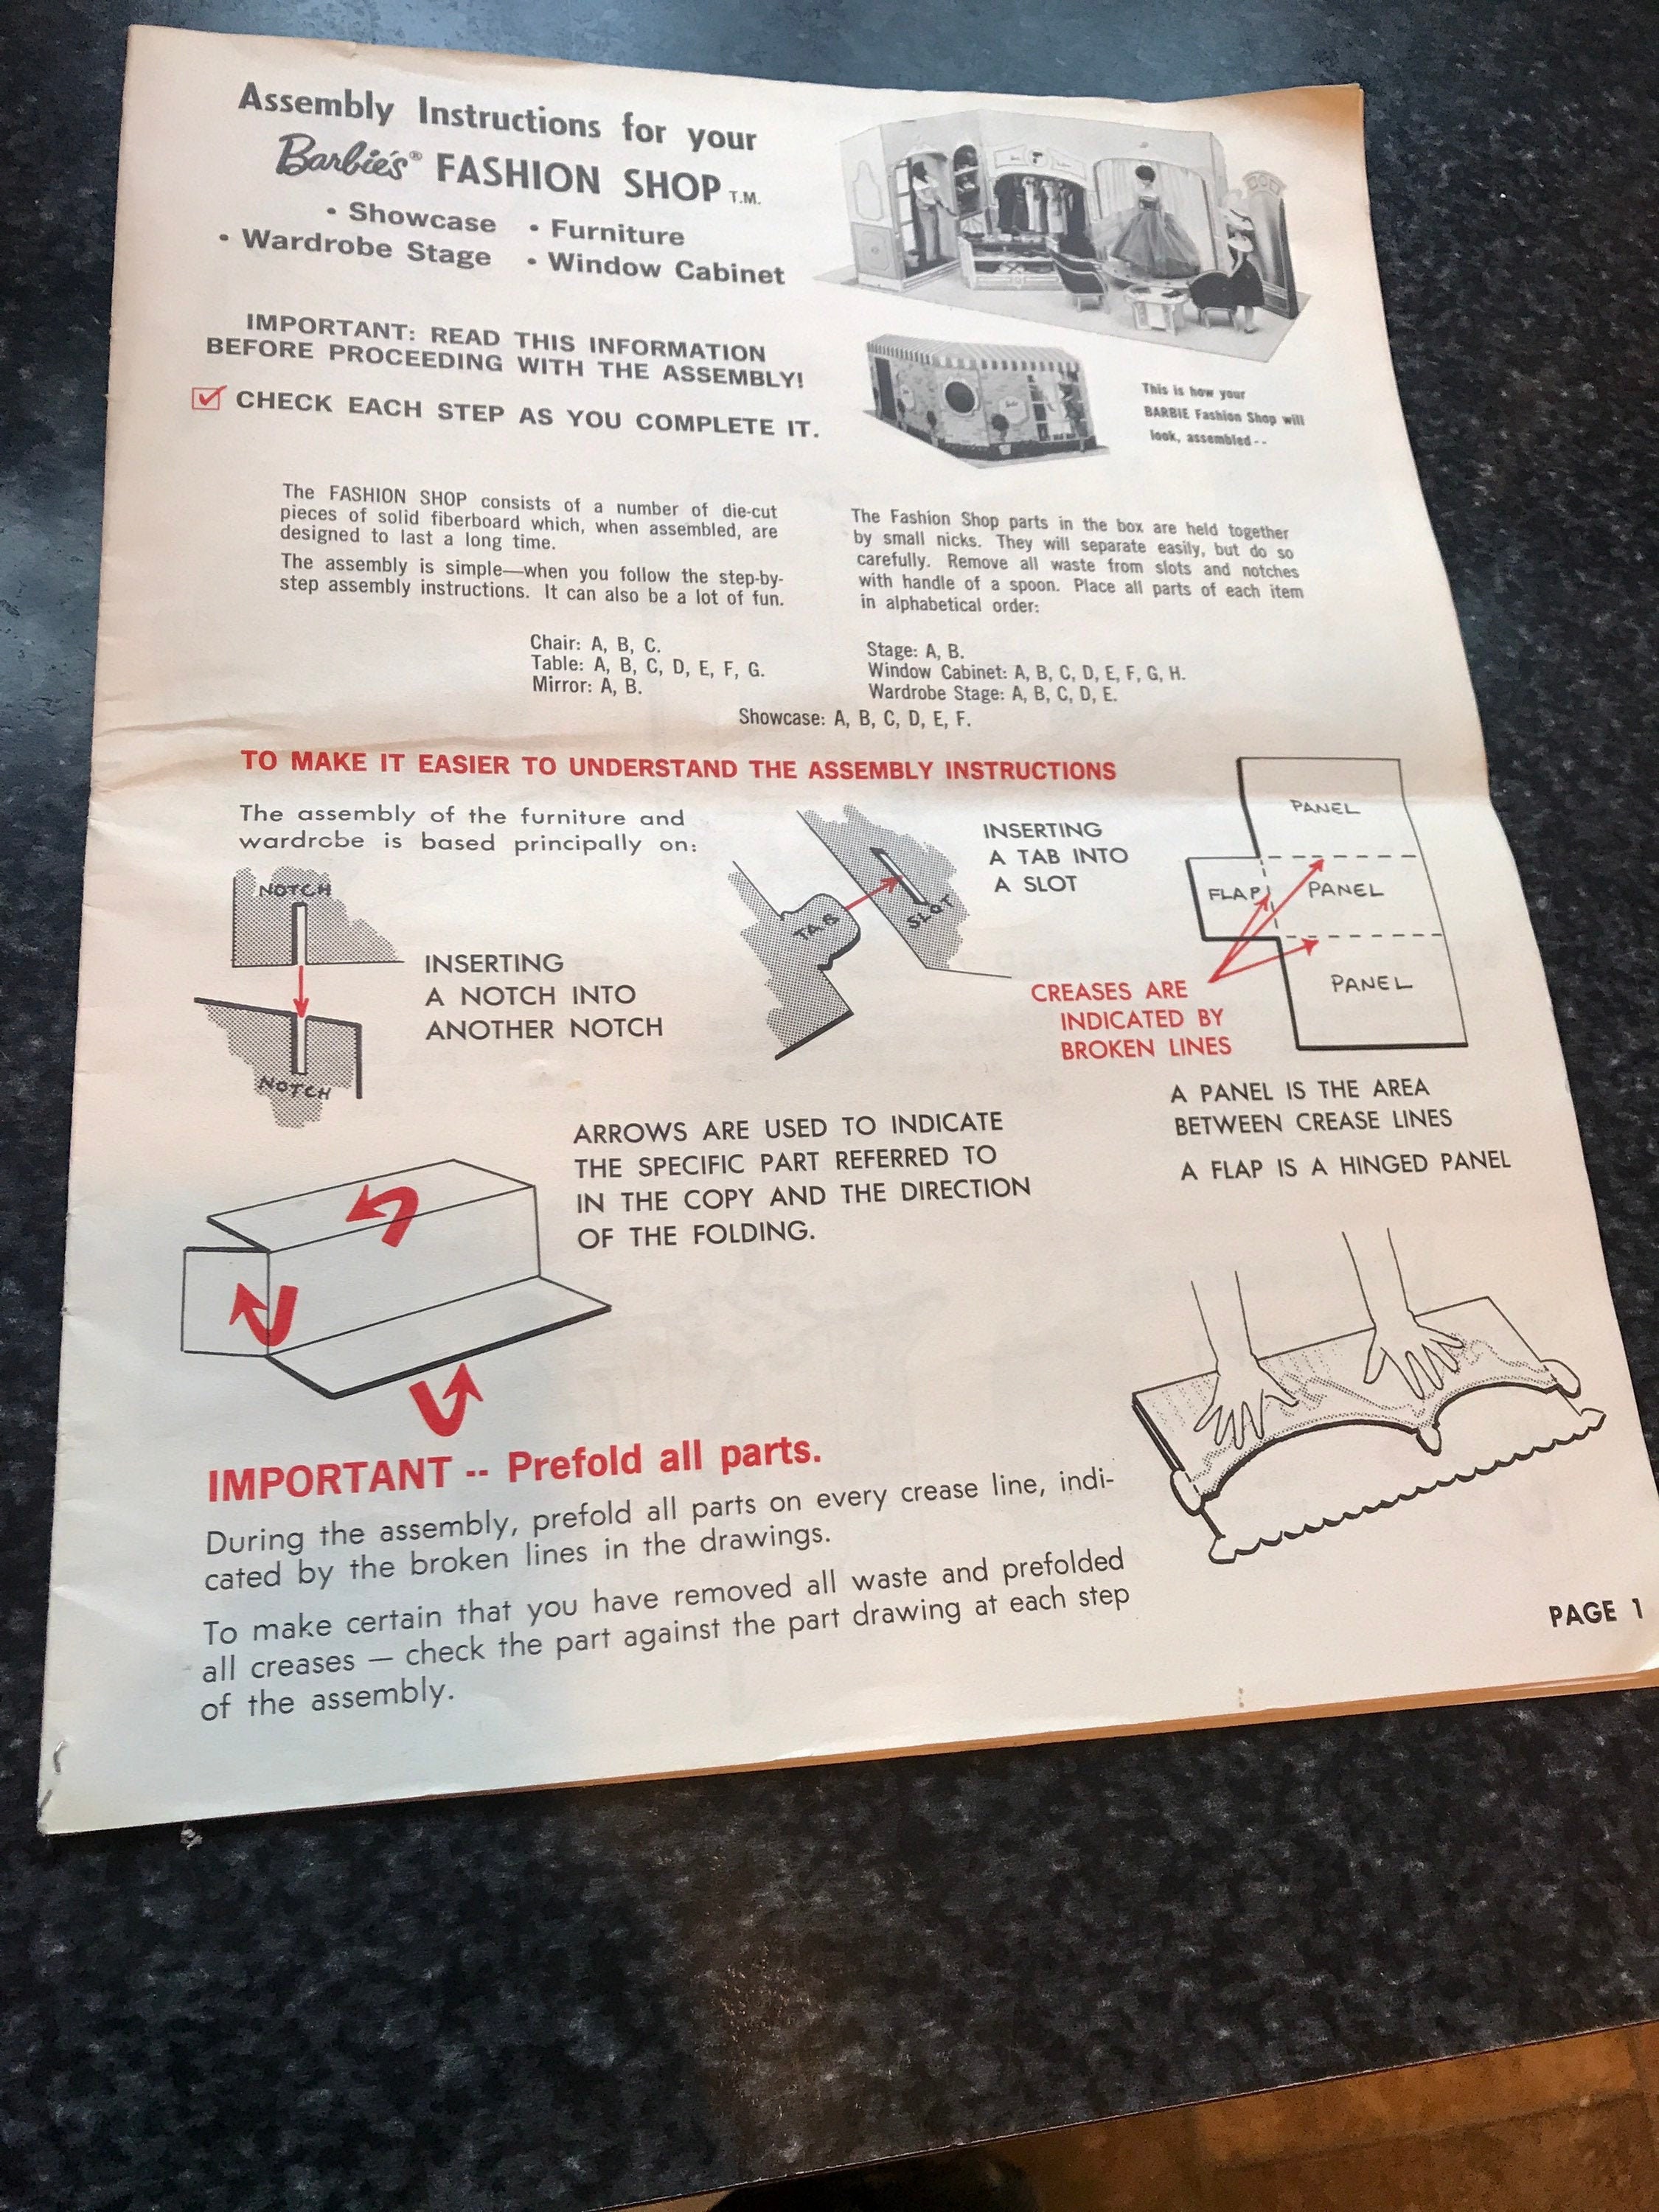 Assembly Instructions for your
Barbie's® FASHION SHOP T.M.
• Showcase • Furniture
• Wardrobe Stage • Window Cabinet
IMPORTANT: READ THIS INFORMATION
BEFORE PROCEEDING WITH THE ASSEMBLY!
CHECK EACH STEP AS YOU COMPLETE IT.
This is how your
BARBIE Fashion Shop will
look, assembled--
The FASHION SHOP consists of a number of die-cut
pieces of solid fiberboard which, when assembled, are
designed to last a long time.
The assembly is simple—when you follow the step-by-
step assembly instructions. It can also be a lot of fun.
The Fashion Shop parts in the box are held together
by small nicks. They will separate easily, but do so
carefully. Remove all waste from slots and notches
with handle of a spoon. Place all parts of each item
in alphabetical order:
Chair: A, B, C.
Table: A, B, C, D, E, F, G.
Mirror: A, B.
Stage: A, B.
Window Cabinet: A, B, C, D, E, F, G, H.
Wardrobe Stage: A, B, C, D, E.
Showcase: A, B, C, D, E, F.
TO MAKE IT EASIER TO UNDERSTAND THE ASSEMBLY INSTRUCTIONS
The assembly of the furniture and
wardrobe is based principally on:
NOTCH
NOTCH
INSERTING
A NOTCH INTO
ANOTHER NOTCH
TAB
SLOT
INSERTING
A TAB INTO
A SLOT
PANEL
FLAP
PANEL
PANEL
CREASES ARE
INDICATED BY
BROKEN LINES
A PANEL IS THE AREA
BETWEEN CREASE LINES
A FLAP IS A HINGED PANEL
ARROWS ARE USED TO INDICATE
THE SPECIFIC PART REFERRED TO
IN THE COPY AND THE DIRECTION
OF THE FOLDING.
IMPORTANT -- Prefold all parts.
During the assembly, prefold all parts on every crease line, indi-
cated by the broken lines in the drawings.
To make certain that you have removed all waste and prefolded
all creases — check the part against the part drawing at each step
of the assembly.
PAGE 1